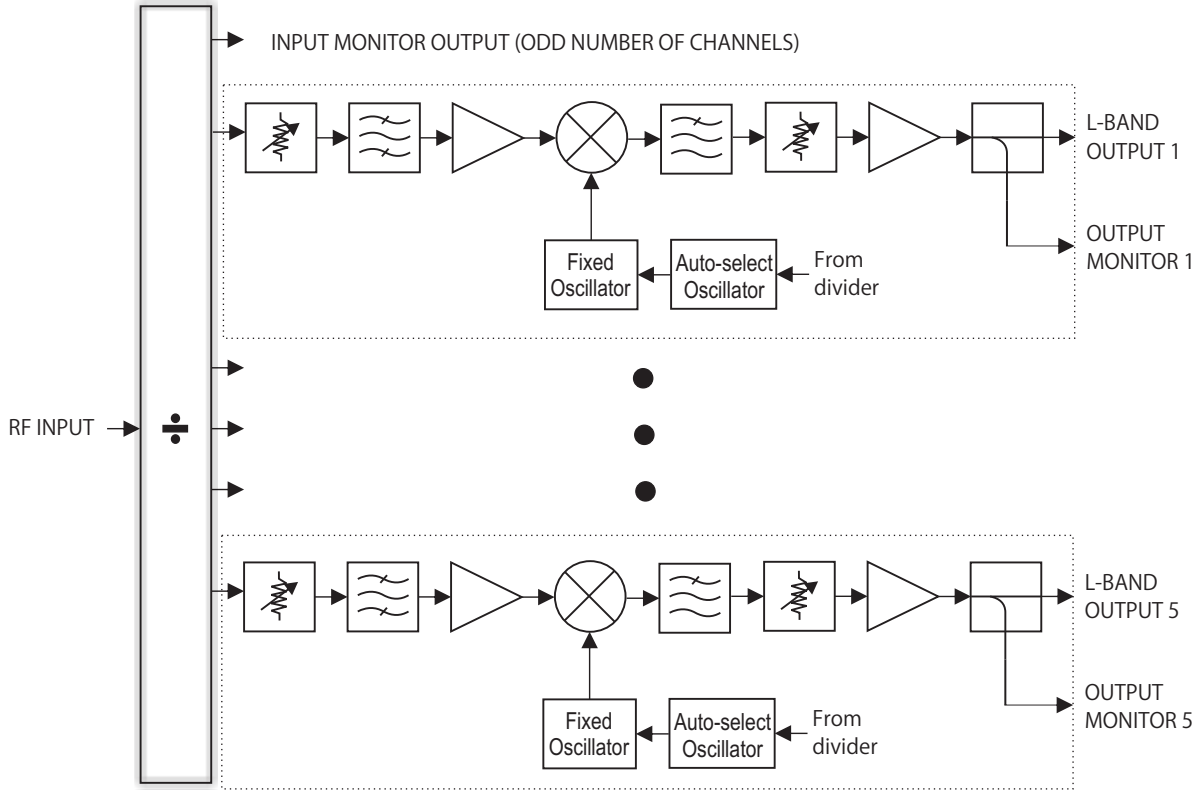 INPUT MONITOR OUTPUT (ODD NUMBER OF CHANNELS)
L-BAND
OUTPUT 1
OUTPUT
MONITOR 1
Fixed
Oscillator
Auto-select
Oscillator
From
divider
RF INPUT
÷
L-BAND
OUTPUT 5
OUTPUT
MONITOR 5
Fixed
Oscillator
Auto-select
Oscillator
From
divider